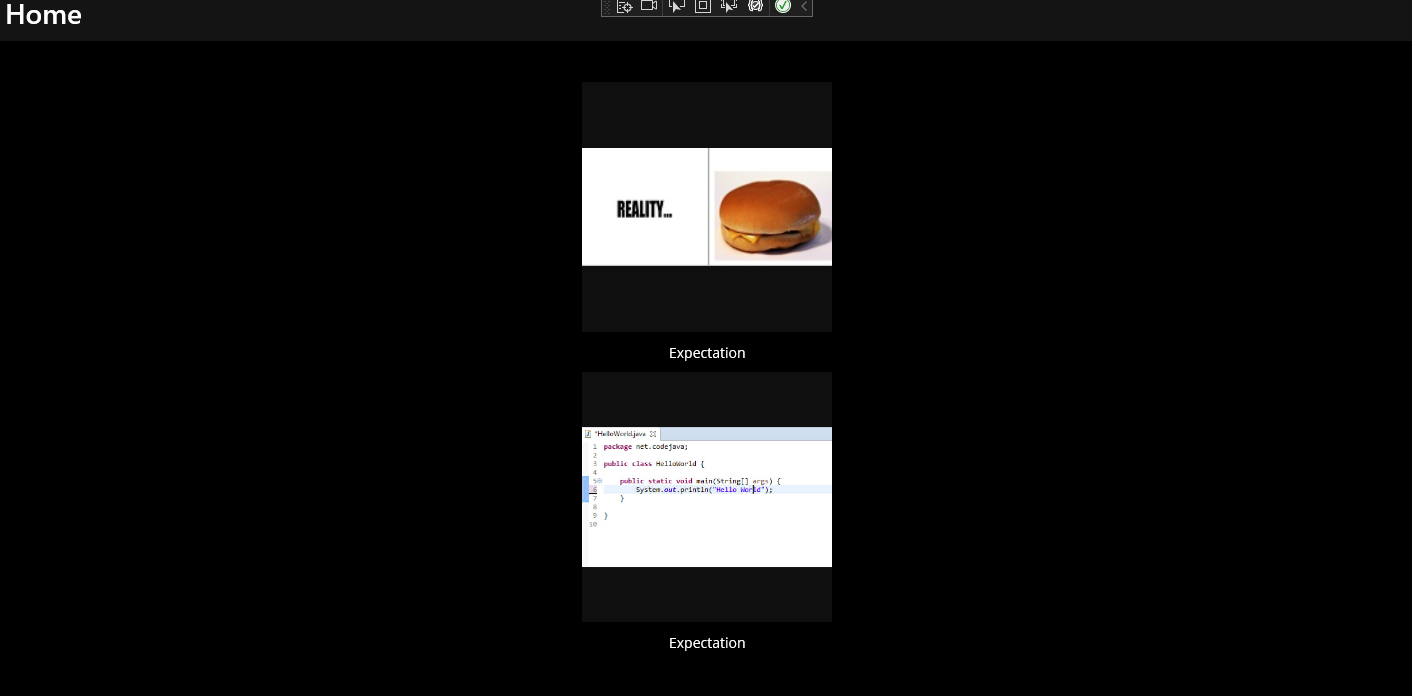 Home
REALITY...
Expectation
*HelloWorld.java
1 package net.codejava;
2
3 public class HelloWorld {
4
5 public static void main(String[] args) {
6 System.out.println("Hello World");
7 }
8
9 }
10
Expectation